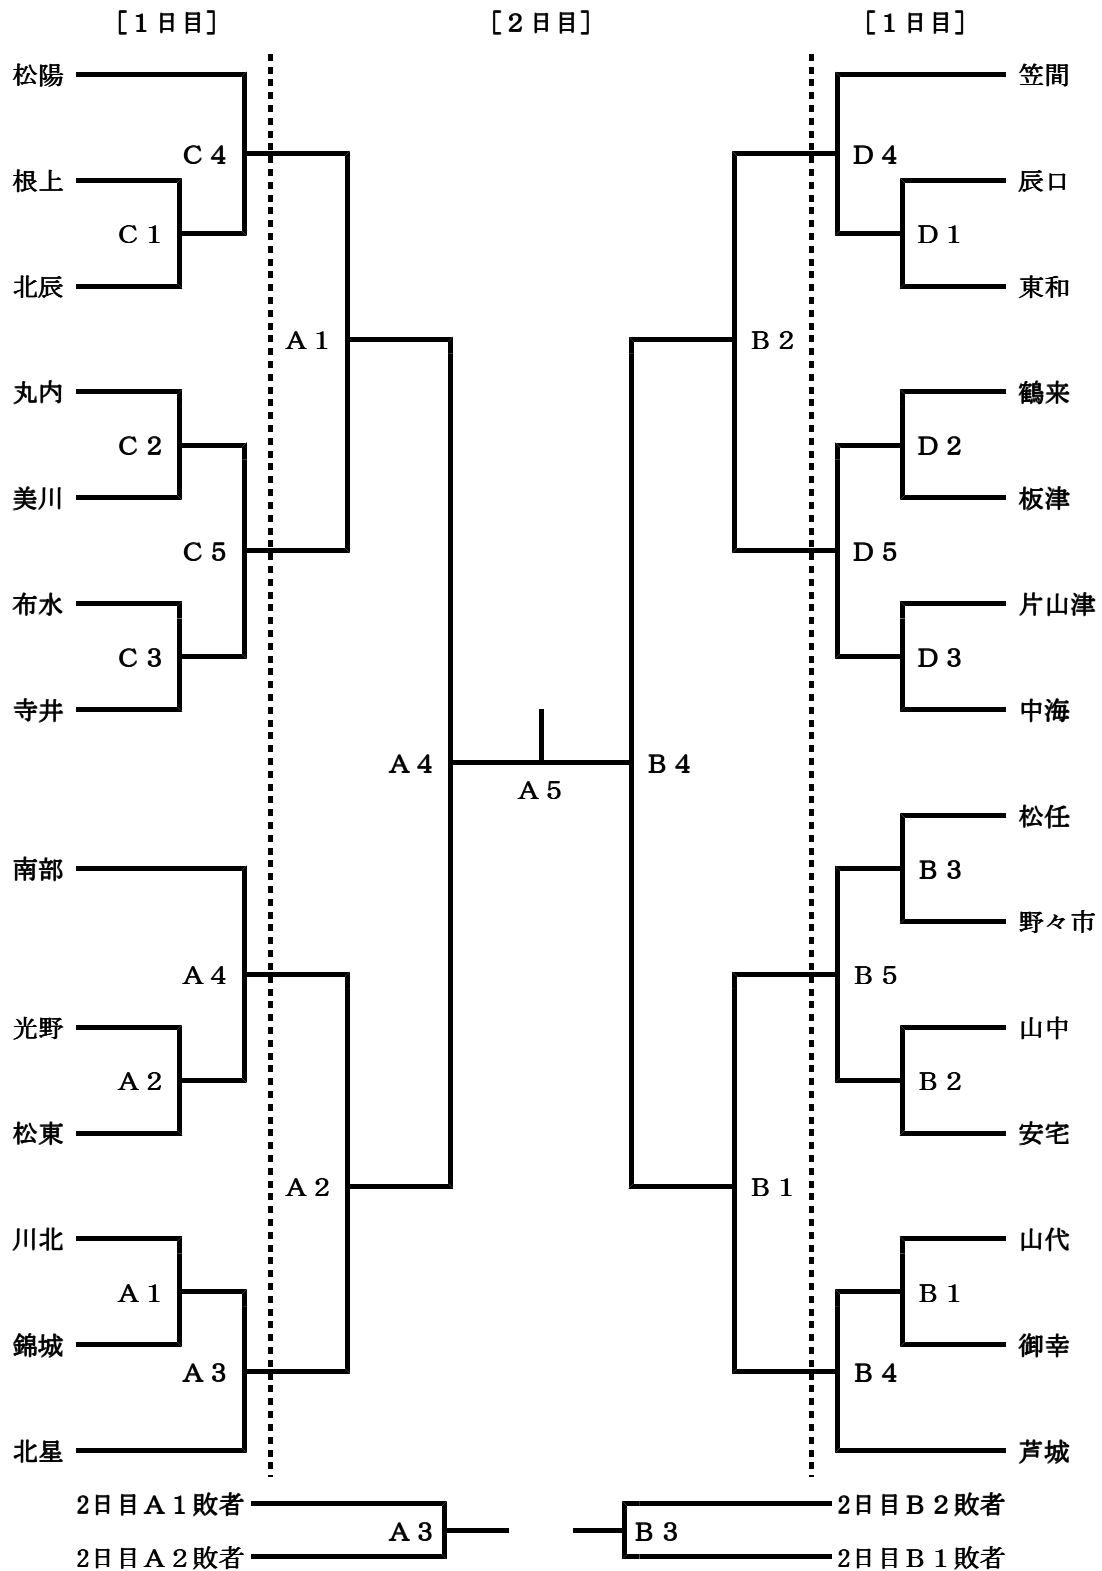 ［１日目］
［２日目］
［１日目］
松陽
笠間
Ｃ４
Ｄ４
根上
辰口
Ｃ１
Ｄ１
北辰
東和
Ａ１
Ｂ２
丸内
鶴来
Ｃ２
Ｄ２
美川
板津
Ｃ５
Ｄ５
布水
片山津
Ｃ３
Ｄ３
寺井
中海
Ａ４
Ｂ４
Ａ５
松任
南部
Ｂ３
野々市
Ａ４
Ｂ５
光野
山中
Ａ２
Ｂ２
松東
安宅
Ａ２
Ｂ１
川北
山代
Ａ１
Ｂ１
錦城
御幸
Ａ３
Ｂ４
北星
芦城
2日目Ａ１敗者
2日目Ｂ２敗者
Ａ３
Ｂ３
2日目Ａ２敗者
2日目Ｂ１敗者